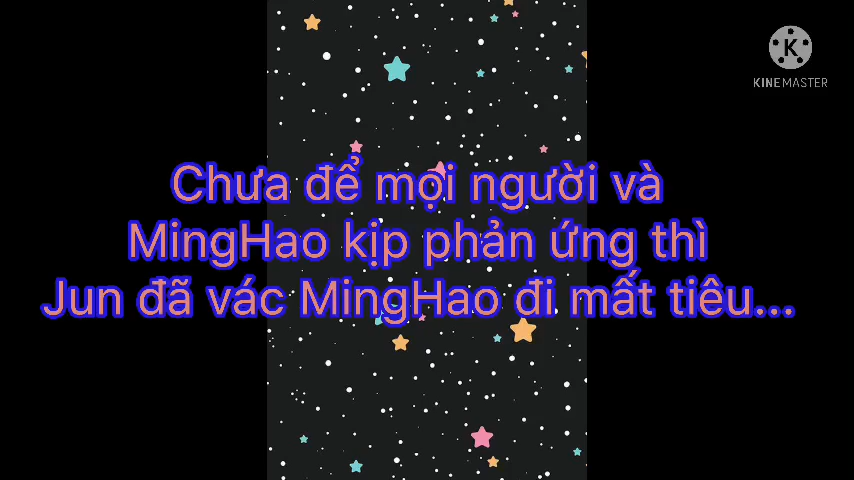 KINEMASTER
Chưa để mọi người và
MingHao kịp phản ứng thì
Jun đã vác MingHao đi mất tiêu...